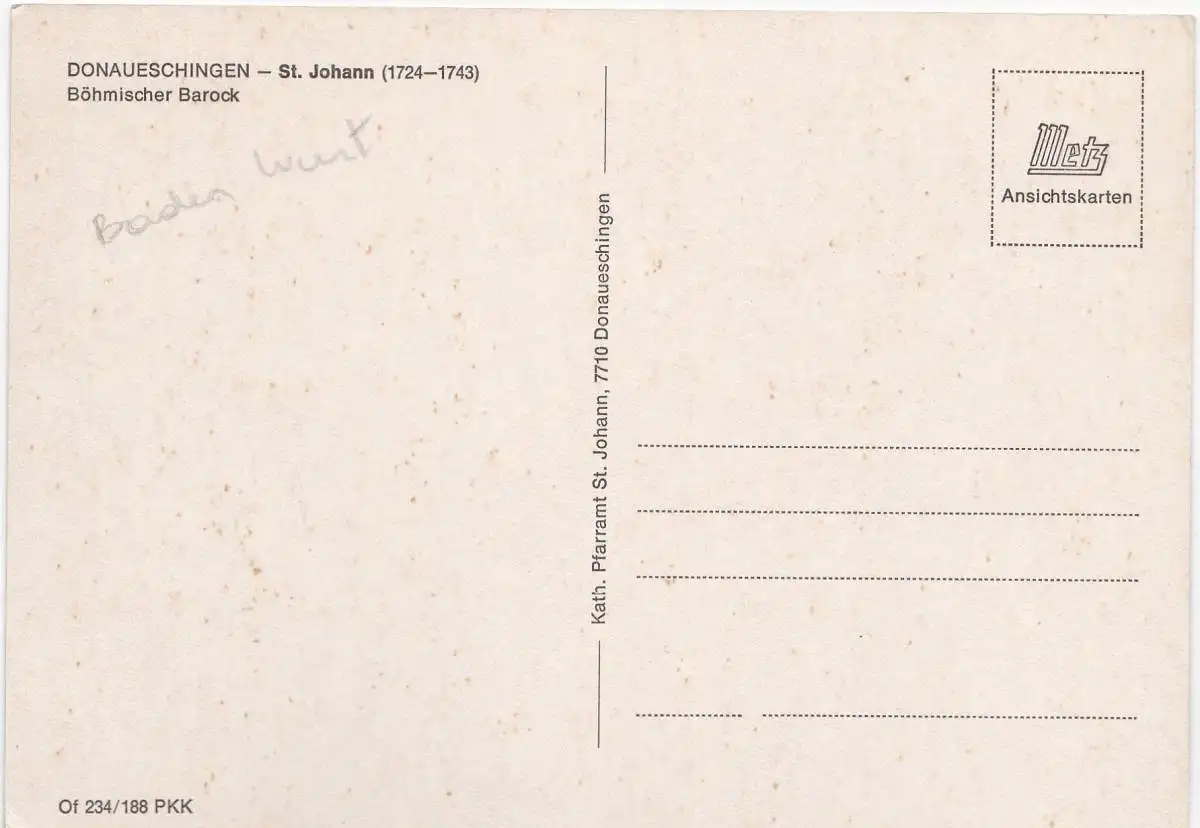 DONAUESCHINGEN – St. Johann (1724–1743)
Böhmischer Barock
Baden Wurt
Kath. Pfarramt St. Johann, 7710 Donaueschingen
Metz
Ansichtskarten
Of 234/188 PKK